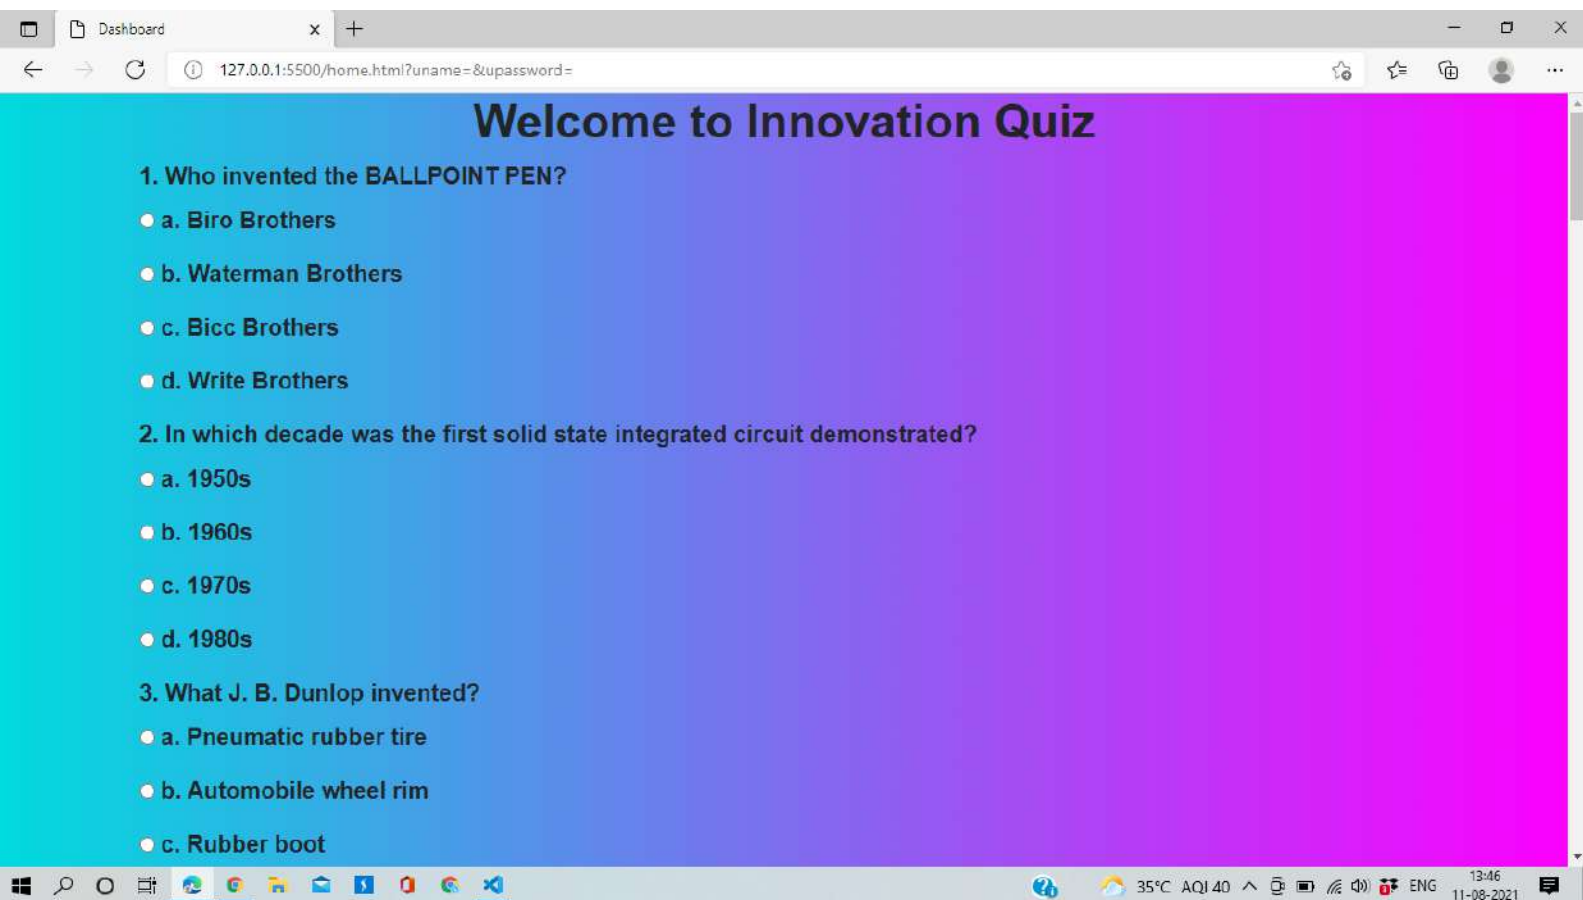 Dashboard
127.0.0.1:5500/home.html?uname=&upassword=
Welcome to Innovation Quiz
1. Who invented the BALLPOINT PEN?
a. Biro Brothers
b. Waterman Brothers
c. Bicc Brothers
d. Write Brothers
2. In which decade was the first solid state integrated circuit demonstrated?
a. 1950s
b. 1960s
c. 1970s
d. 1980s
3. What J. B. Dunlop invented?
a. Pneumatic rubber tire
b. Automobile wheel rim
c. Rubber boot
35°C AQI 40 ENG 13:46
11-08-2021